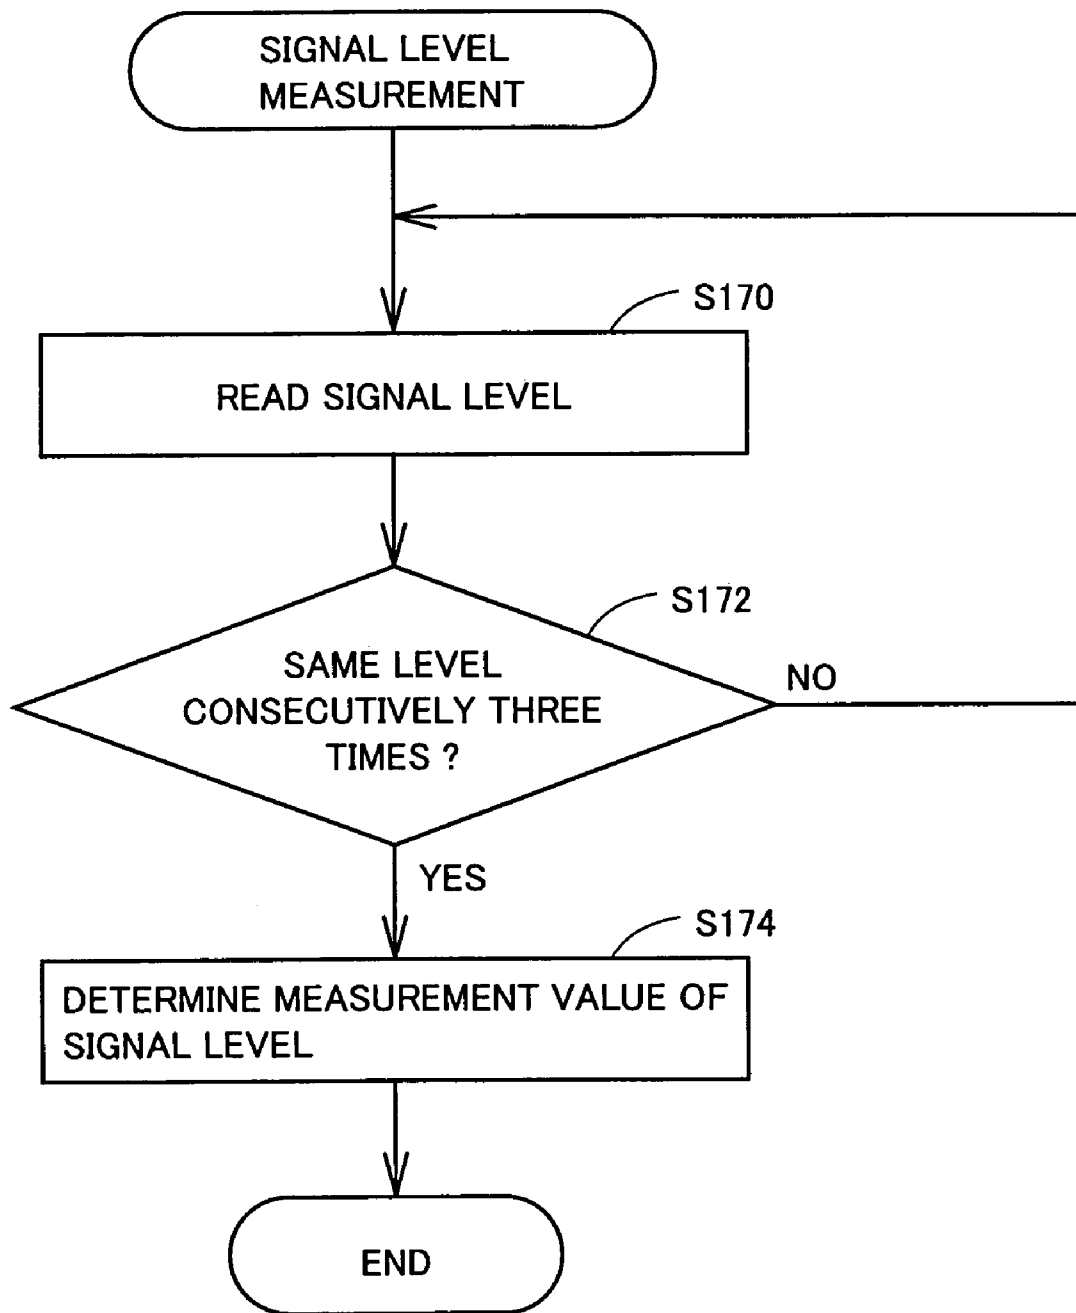 SIGNAL LEVEL
MEASUREMENT
S170
READ SIGNAL LEVEL
S172
SAME LEVEL
CONSECUTIVELY THREE
TIMES ?
NO
YES
S174
DETERMINE MEASUREMENT VALUE OF
SIGNAL LEVEL
END